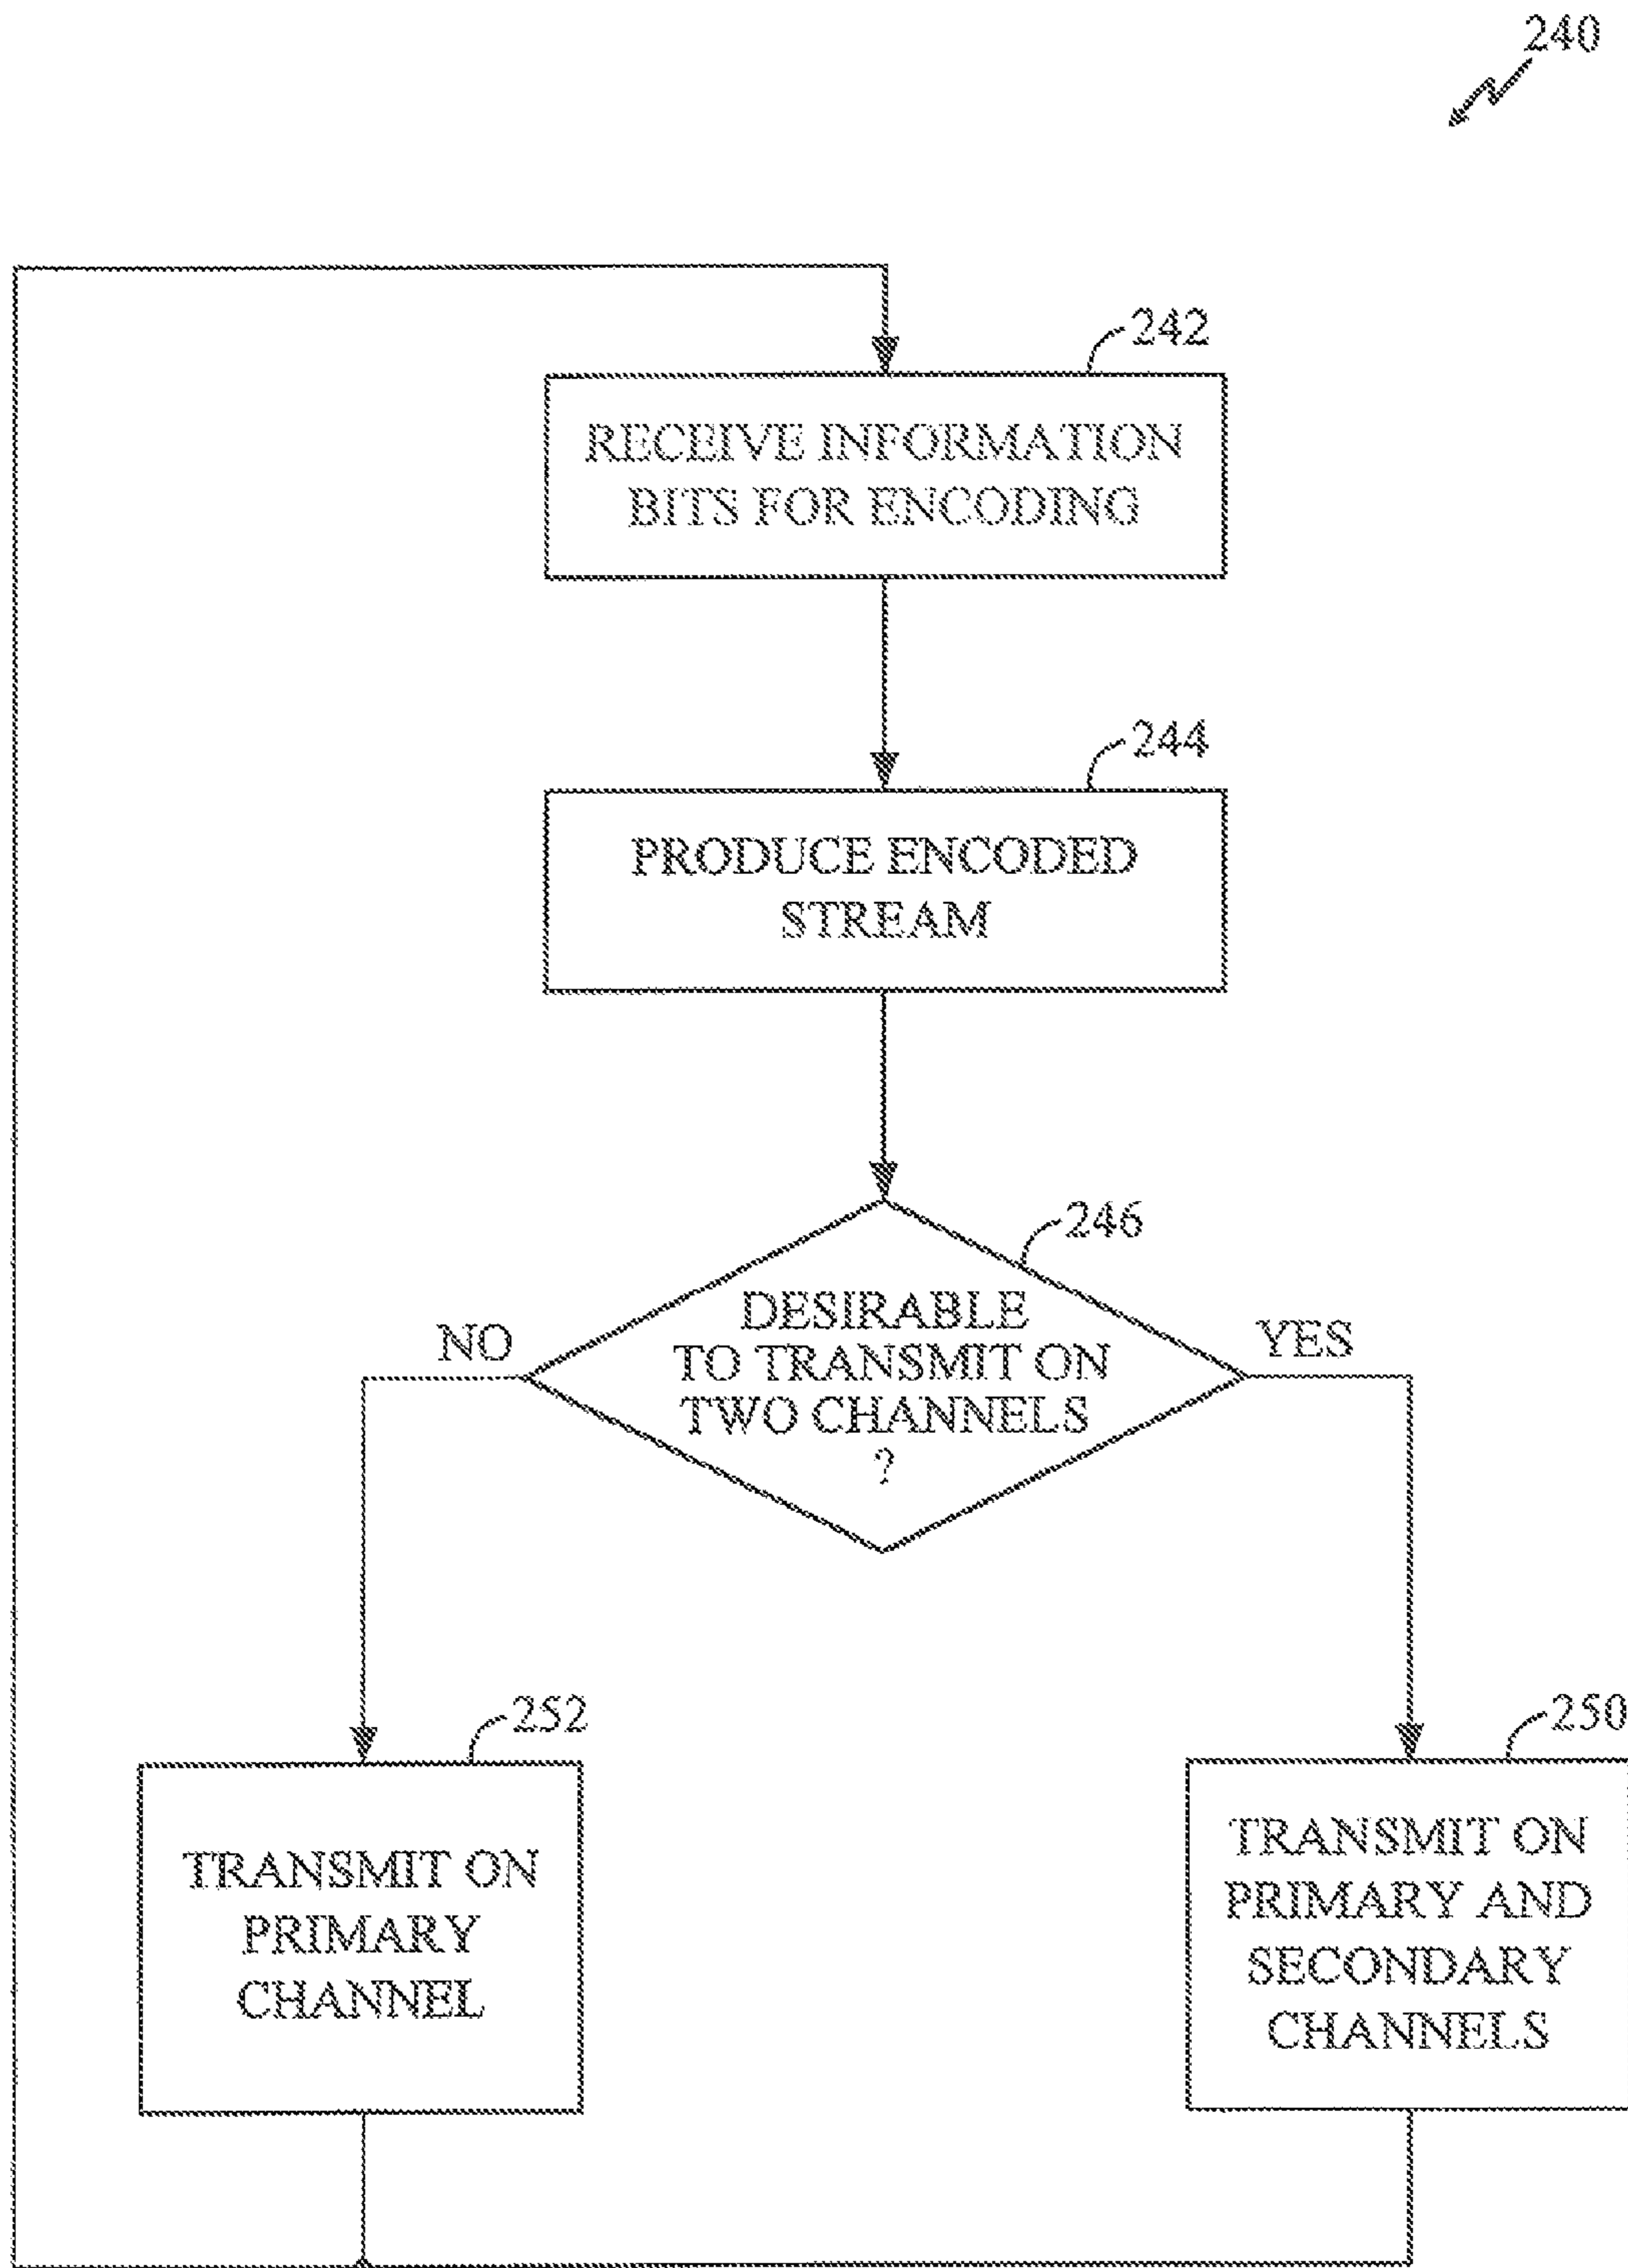 240
242
RECEIVE INFORMATION
BITS FOR ENCODING
244
PRODUCE ENCODED
STREAM
246
DESIRABLE
TO TRANSMIT ON
TWO CHANNELS
?
NO
YES
252
TRANSMIT ON
PRIMARY
CHANNEL
250
TRANSMIT ON
PRIMARY AND
SECONDARY
CHANNELS